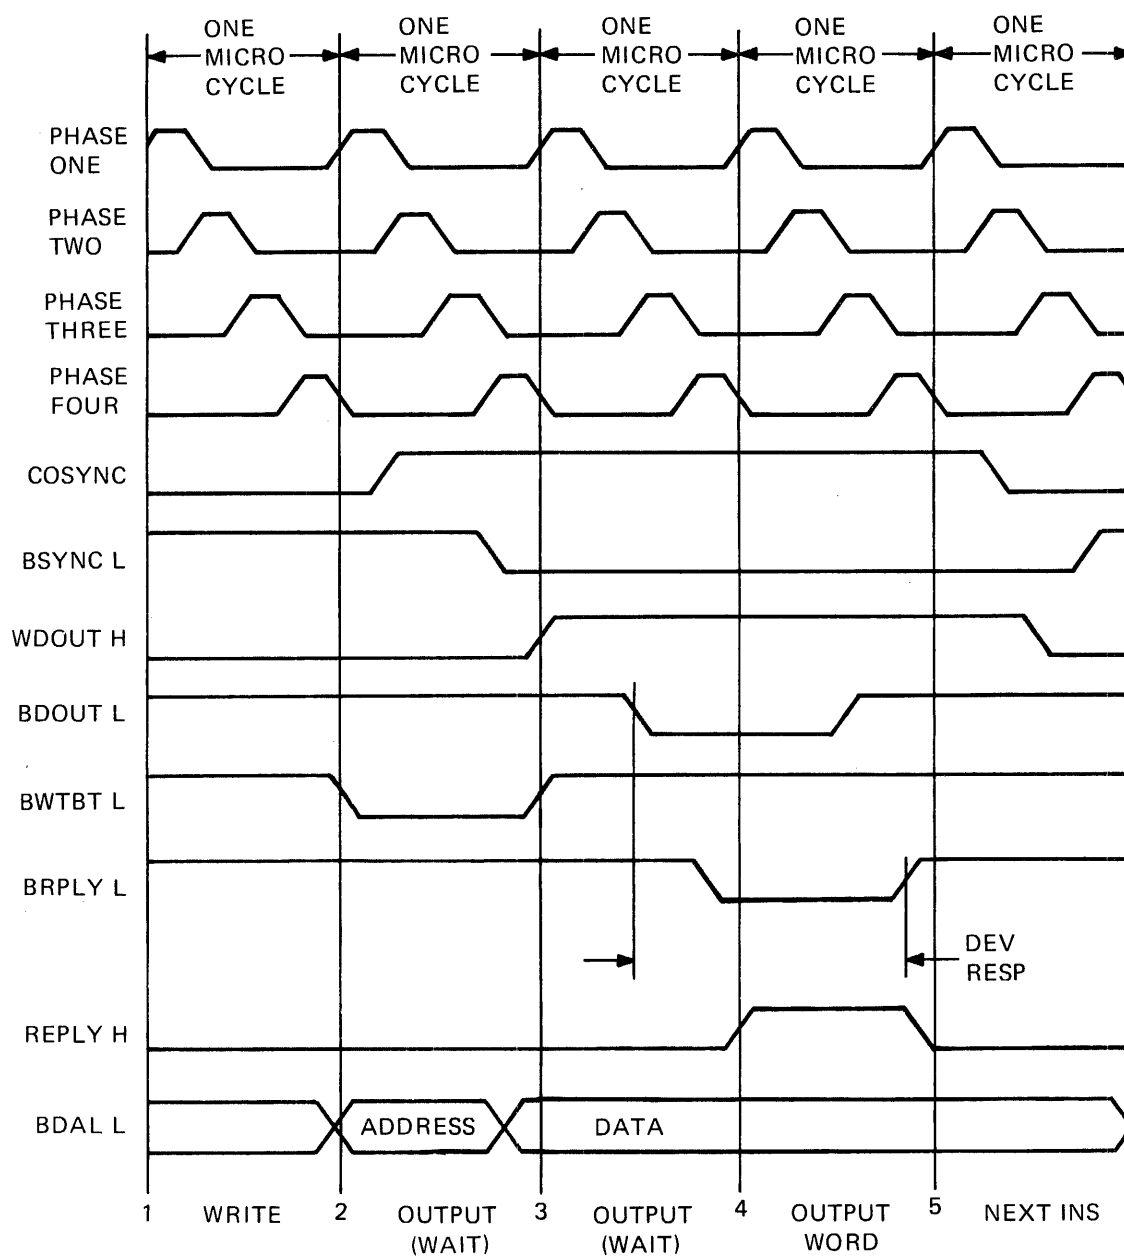 ONE MICRO CYCLE
ONE MICRO CYCLE
ONE MICRO CYCLE
ONE MICRO CYCLE
ONE MICRO CYCLE
PHASE
ONE
PHASE
TWO
PHASE
THREE
PHASE
FOUR
COSYNC
BSYNC L
WDOUT H
BDOUT L
BWTBT L
BRPLY L
DEV
RESP
REPLY H
BDAL L
ADDRESS
DATA
1 WRITE 2 OUTPUT 3 OUTPUT 4 OUTPUT 5 NEXT INS
(WAIT) (WAIT) WORD